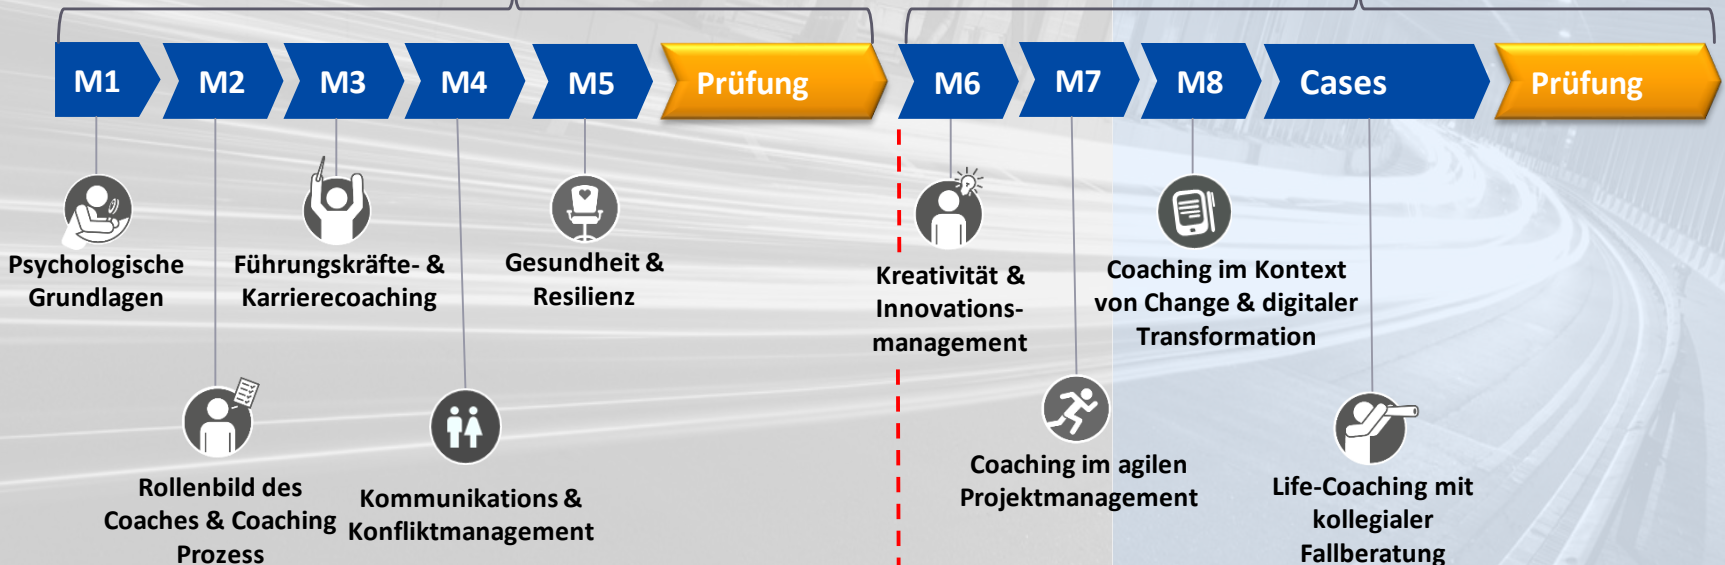 M1
M2
M3
M4
M5
Prüfung
M6
M7
M8
Cases
Prüfung
Psychologische
Grundlagen
Rollenbild des
Coaches & Coaching
Prozess
Führungskräfte- &
Karrierecoaching
Kommunikations &
Konfliktmanagement
Gesundheit &
Resilienz
Kreativität &
Innovations-
management
Coaching im agilen
Projektmanagement
Coaching im Kontext
von Change & digitaler
Transformation
Life-Coaching mit
kollegialer
Fallberatung